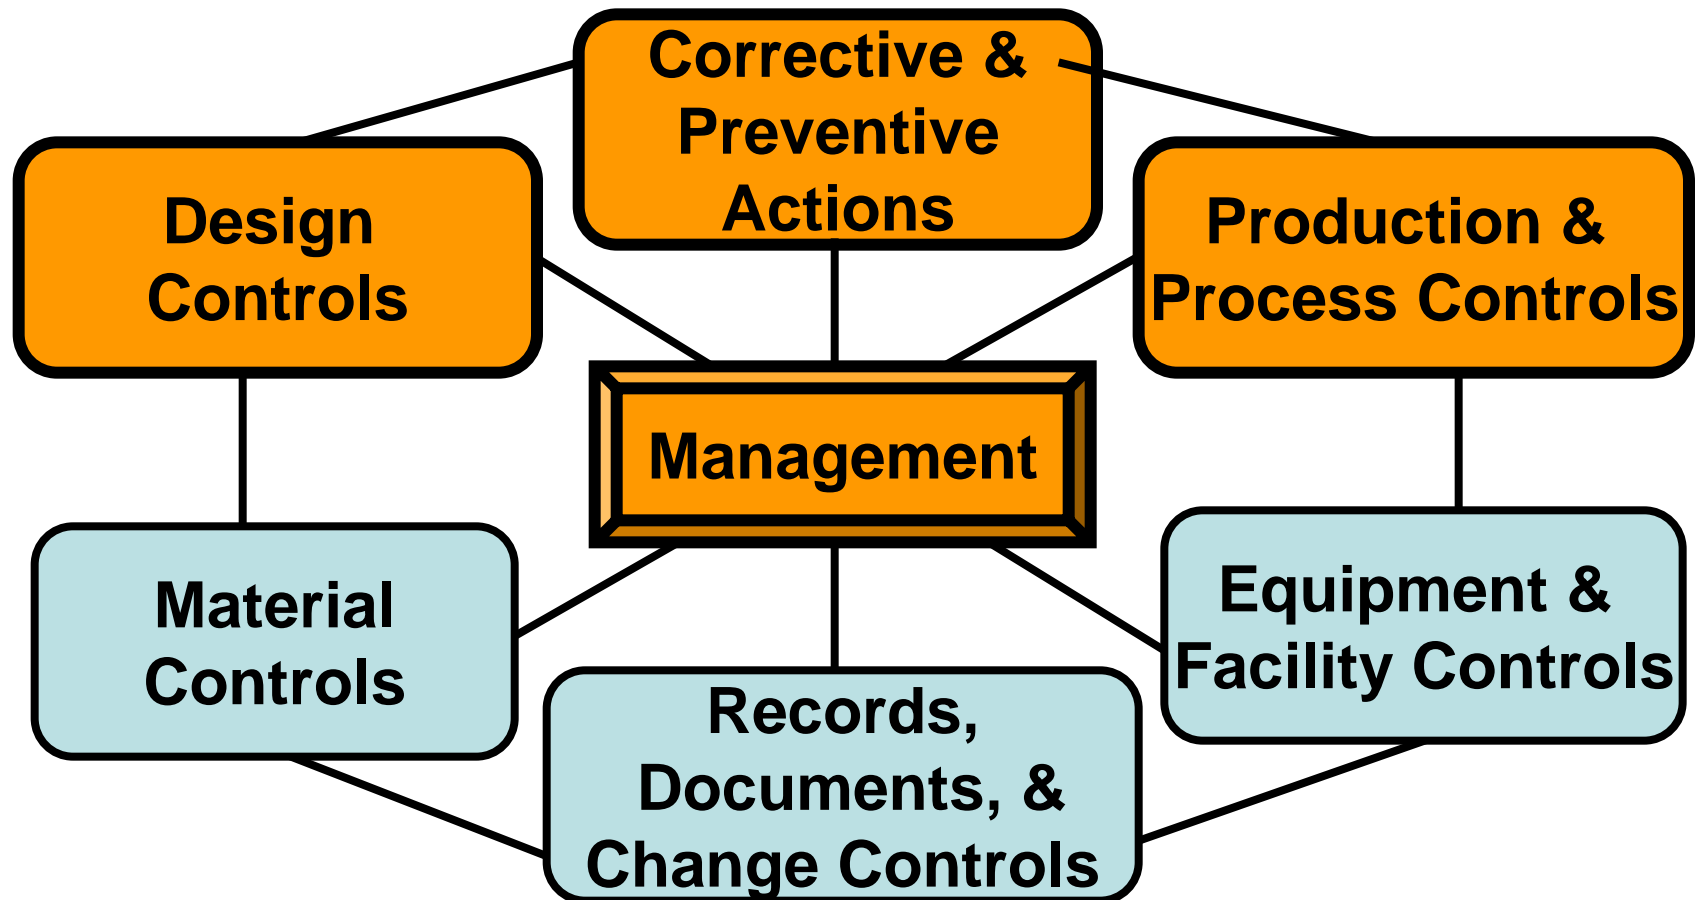 Corrective &
Preventive
Actions
Design
Controls
Production &
Process Controls
Management
Material
Controls
Equipment &
Facility Controls
Records,
Documents, &
Change Controls